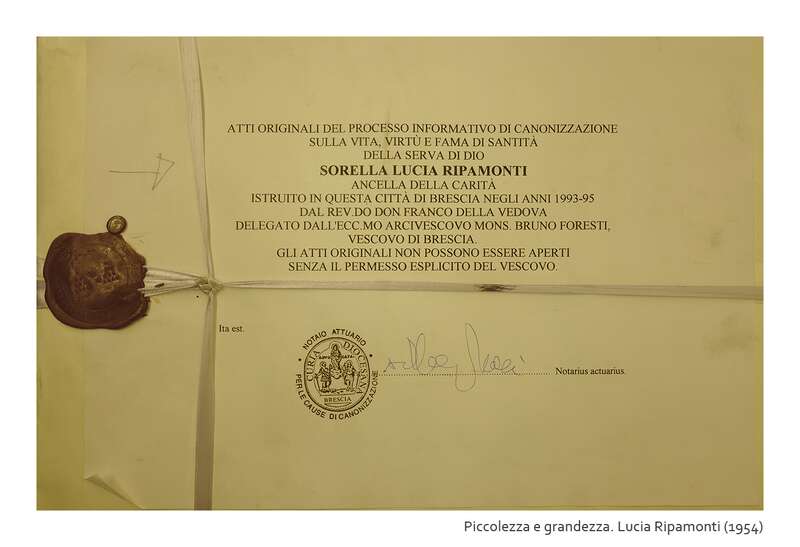 ATTI ORIGINALI DEL PROCESSO INFORMATIVO DI CANONIZZAZIONE
SULLA VITA, VIRTÙ E FAMA DI SANTITÀ
DELLA SERVA DI DIO
SORELLA LUCIA RIPAMONTI
ANCELLA DELLA CARITÀ
ISTRUITO IN QUESTA CITTÀ DI BRESCIA NEGLI ANNI 1993-95
DAL REV.DO DON FRANCO DELLA VEDOVA
DELEGATO DALL'ECC.MO ARCIVESCOVO MONS. BRUNO FORESTI,
VESCOVO DI BRESCIA.
GLI ATTI ORIGINALI NON POSSONO ESSERE APERTI
SENZA IL PERMESSO ESPLICITO DEL VESCOVO.
Ita est.
NOTAIO ATTUARIO
PER LE CAUSE DI CANONIZZAZIONE
CURIA DIOCESANA
BRESCIA
Notarius actuarius.
Piccolezza e grandezza. Lucia Ripamonti (1954)